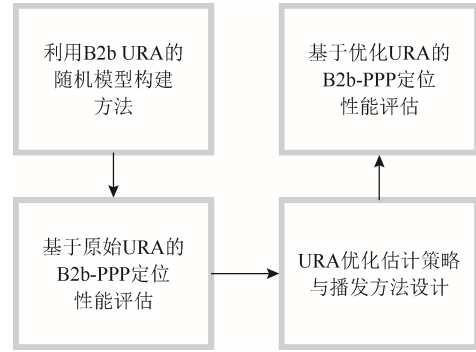 利用B2b URA的
随机模型构建
方法
基于原始URA的
B2b-PPP定位
性能评估
URA优化估计策略
与播发方法设计
基于优化URA的
B2b-PPP定位
性能评估